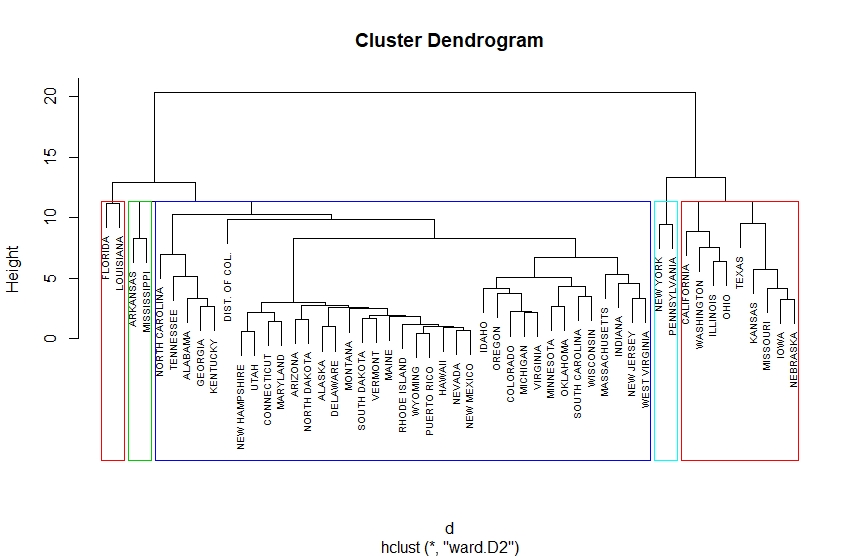 Cluster Dendrogram
Height
20
15
10
5
0
FLORIDA
LOUISIANA
ARKANSAS
MISSISSIPPI
NORTH CAROLINA
TENNESSEE
ALABAMA
GEORGIA
KENTUCKY
DIST. OF COL.
NEW HAMPSHIRE
UTAH
CONNECTICUT
MARYLAND
ARIZONA
NORTH DAKOTA
ALASKA
DELAWARE
MONTANA
SOUTH DAKOTA
VERMONT
MAINE
RHODE ISLAND
WYOMING
PUERTO RICO
HAWAII
NEVADA
NEW MEXICO
IDAHO
OREGON
COLORADO
MICHIGAN
VIRGINIA
MINNESOTA
OKLAHOMA
SOUTH CAROLINA
WISCONSIN
MASSACHUSETTS
INDIANA
NEW JERSEY
WEST VIRGINIA
NEW YORK
PENNSYLVANIA
CALIFORNIA
WASHINGTON
ILLINOIS
OHIO
TEXAS
KANSAS
MISSOURI
IOWA
NEBRASKA
d
hclust (*, "ward.D2")